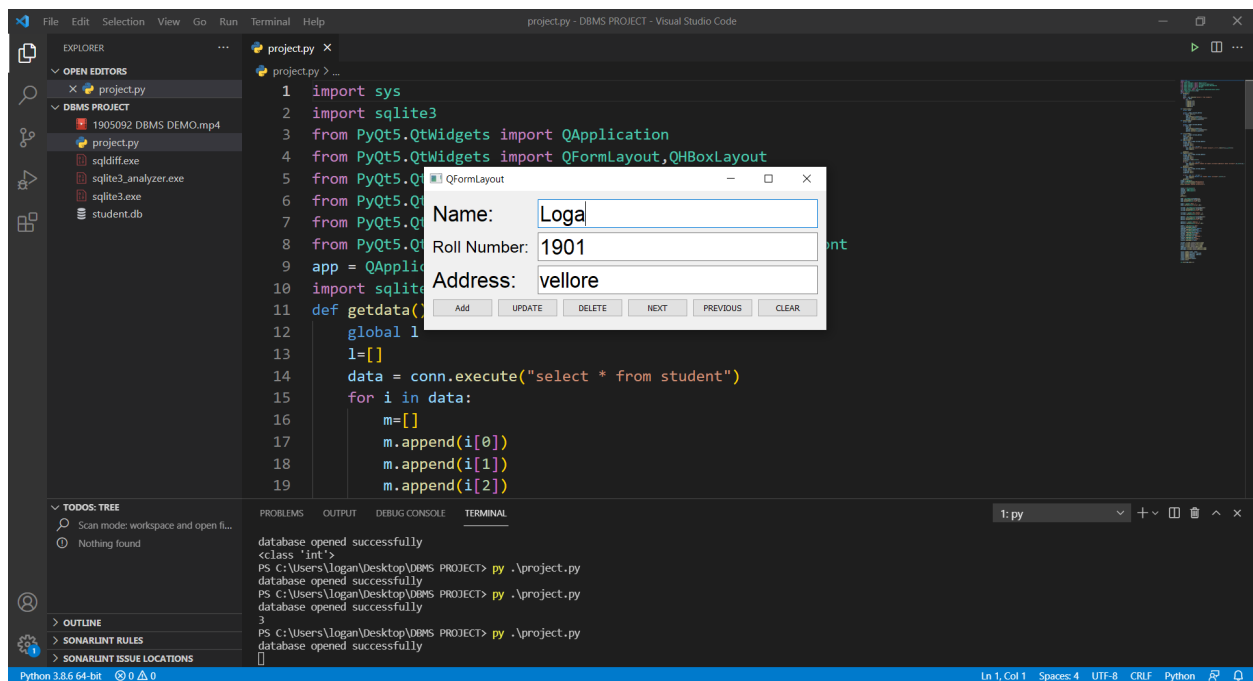 File Edit Selection View Go Run Terminal Help project.py - DBMS PROJECT - Visual Studio Code
EXPLORER
OPEN EDITORS
project.py
DBMS PROJECT
1905092 DBMS DEMO.mp4
project.py
sqldiff.exe
sqlite3_analyzer.exe
sqlite3.exe
student.db
TODOS: TREE
Scan mode: workspace and open fi...
Nothing found
OUTLINE
SONARLINT RULES
SONARLINT ISSUE LOCATIONS
project.py
project.py > ...
1 import sys
2 import sqlite3
3 from PyQt5.QtWidgets import QApplication
4 from PyQt5.QtWidgets import QFormLayout,QHBoxLayout
5 from PyQt5.Qt
6 from PyQt5.Qt
7 from PyQt5.Qt
8 from PyQt5.Qt nt
9 app = QApplic
10 import sqlite
11 def getdata()
12 global l
13 l=[]
14 data = conn.execute("select * from student")
15 for i in data:
16 m=[]
17 m.append(i[0])
18 m.append(i[1])
19 m.append(i[2])
QFormLayout
Name: Loga
Roll Number: 1901
Address: vellore
Add UPDATE DELETE NEXT PREVIOUS CLEAR
PROBLEMS OUTPUT DEBUG CONSOLE TERMINAL 1: py
database opened successfully
<class 'int'>
PS C:\Users\logan\Desktop\DBMS PROJECT> py .\project.py
database opened successfully
PS C:\Users\logan\Desktop\DBMS PROJECT> py .\project.py
database opened successfully
3
PS C:\Users\logan\Desktop\DBMS PROJECT> py .\project.py
database opened successfully
1
Python 3.8.6 64-bit 0 0 Ln 1, Col 1 Spaces: 4 UTF-8 CRLF Python